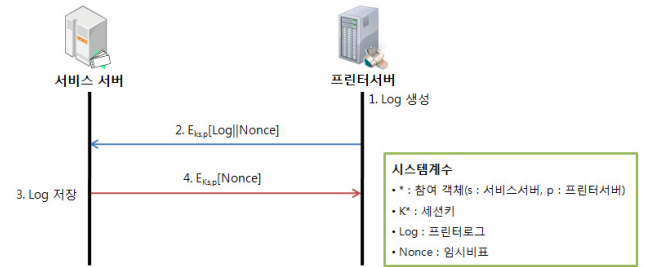 서비스 서버
프린터서버
1. Log 생성
2. Eks,p[Log||Nonce]
4. EKs,p[Nonce]
3. Log 저장
시스템계수
• * : 참여 객체(s : 서비스서버, p : 프린터서버)
• K* : 세션키
• Log : 프린터로그
• Nonce : 임시비표